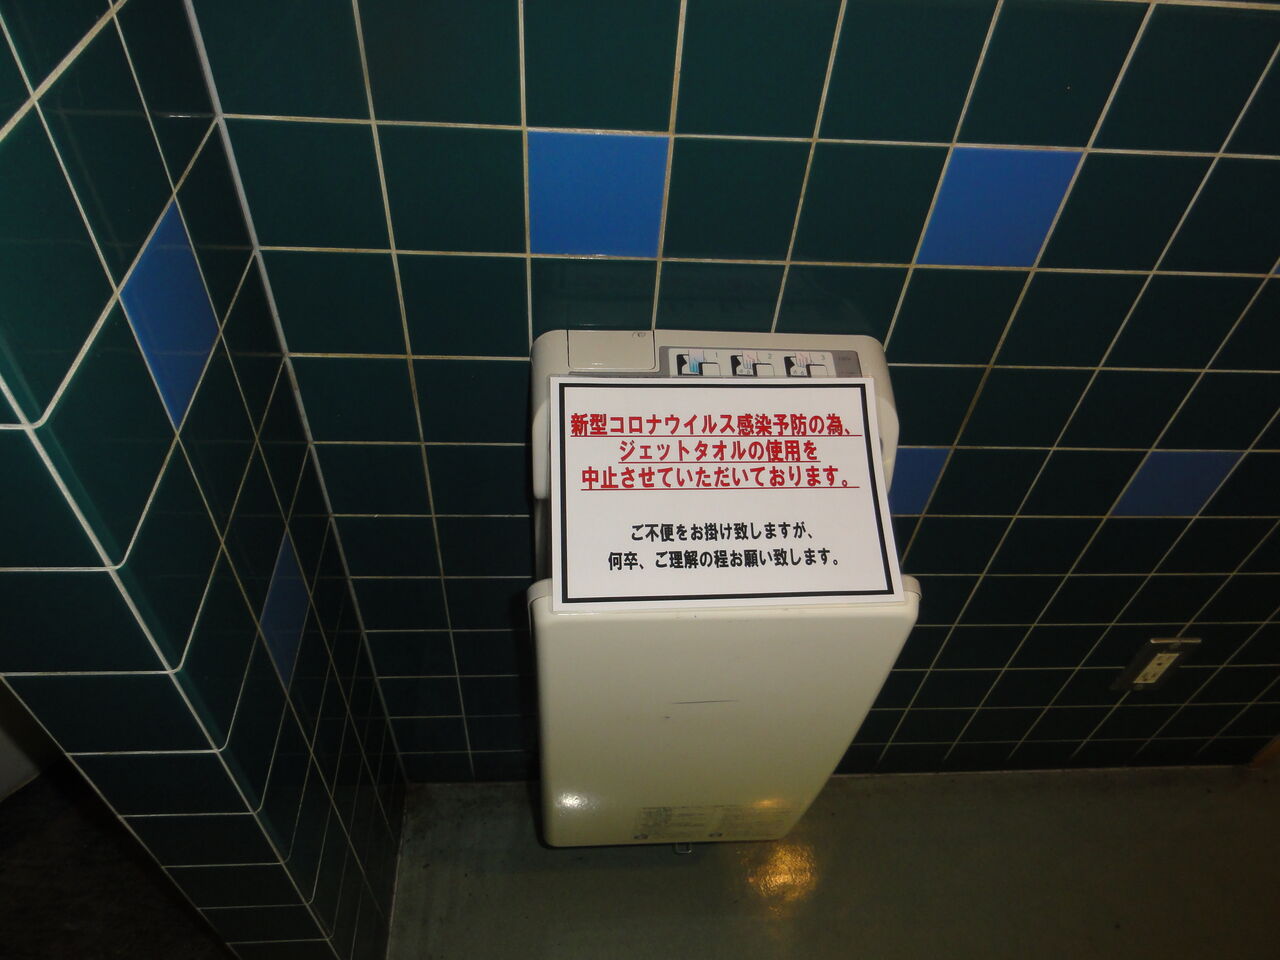 新型コロナウイルス感染予防の為、
ジェットタオルの使用を
中止させていただいております。
ご不便をお掛け致しますが、
何卒、ご理解の程お願い致します。
1 2 3